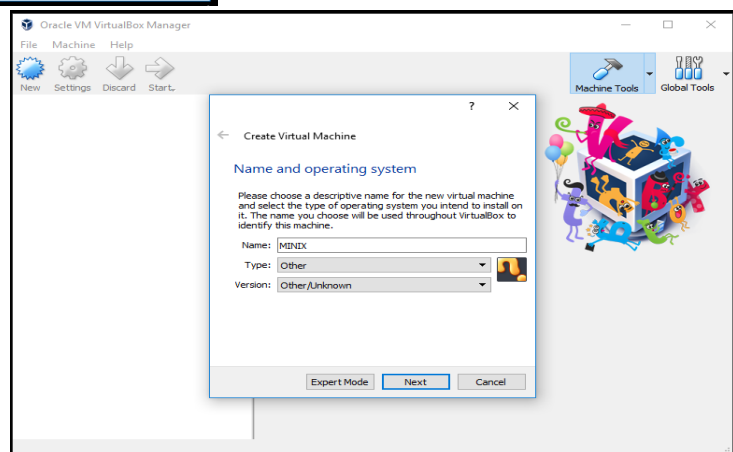 Oracle VM VirtualBox Manager
File Machine Help
New Settings Discard Start
Machine Tools Global Tools
?
Create Virtual Machine
Name and operating system
Please choose a descriptive name for the new virtual machine
and select the type of operating system you intend to install on
it. The name you choose will be used throughout VirtualBox to
identify this machine.
Name: MINIX
Type: Other
Version: Other/Unknown
Expert Mode Next Cancel